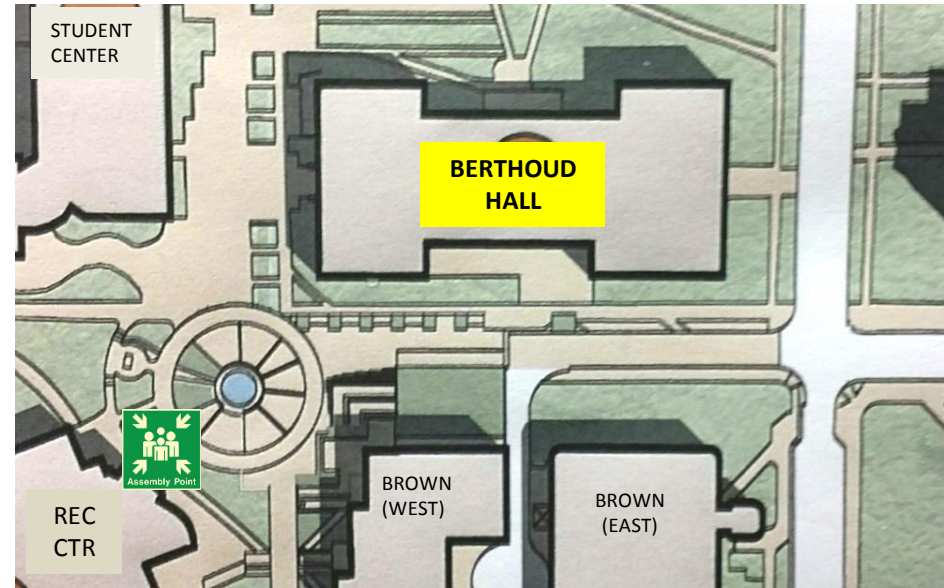 STUDENT
CENTER
BERTHOUD
HALL
Assembly Point
BROWN
(WEST)
BROWN
(EAST)
REC
CTR